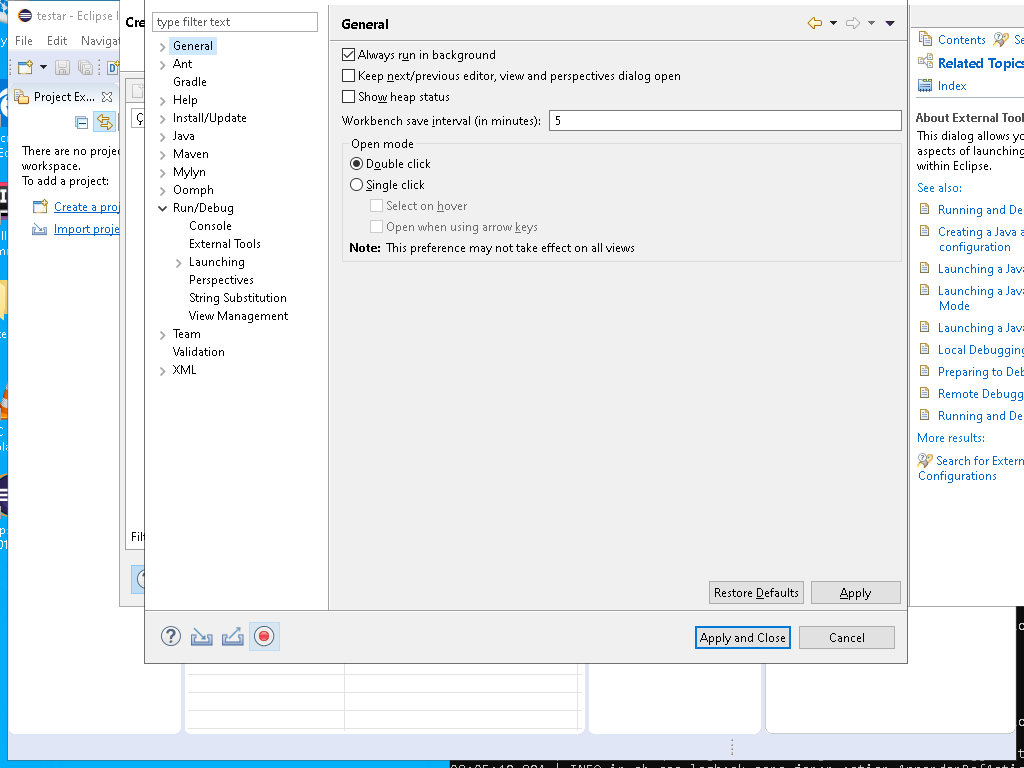 testar - Eclipse I
File Edit Navigat
Project Ex...
There are no proje
workspace.
To add a project:
Create a proj
Import proje
Cre
Filt
type filter text
General
Ant
Gradle
Help
Install/Update
Java
Maven
Mylyn
Oomph
Run/Debug
Console
External Tools
Launching
Perspectives
String Substitution
View Management
Team
Validation
XML
General
Always run in background
Keep next/previous editor, view and perspectives dialog open
Show heap status
Workbench save interval (in minutes): 5
Open mode
Double click
Single click
Select on hover
Open when using arrow keys
Note: This preference may not take effect on all views
Restore Defaults Apply
Apply and Close Cancel
Contents Se
Related Topics
Index
About External Tool
This dialog allows yo
aspects of launching
within Eclipse.
See also:
Running and De
Creating a Java a
configuration
Launching a Java
Launching a Java
Mode
Launching a Java
Local Debugging
Preparing to Deb
Remote Debugg
Running and De
More results:
Search for Extern
Configurations